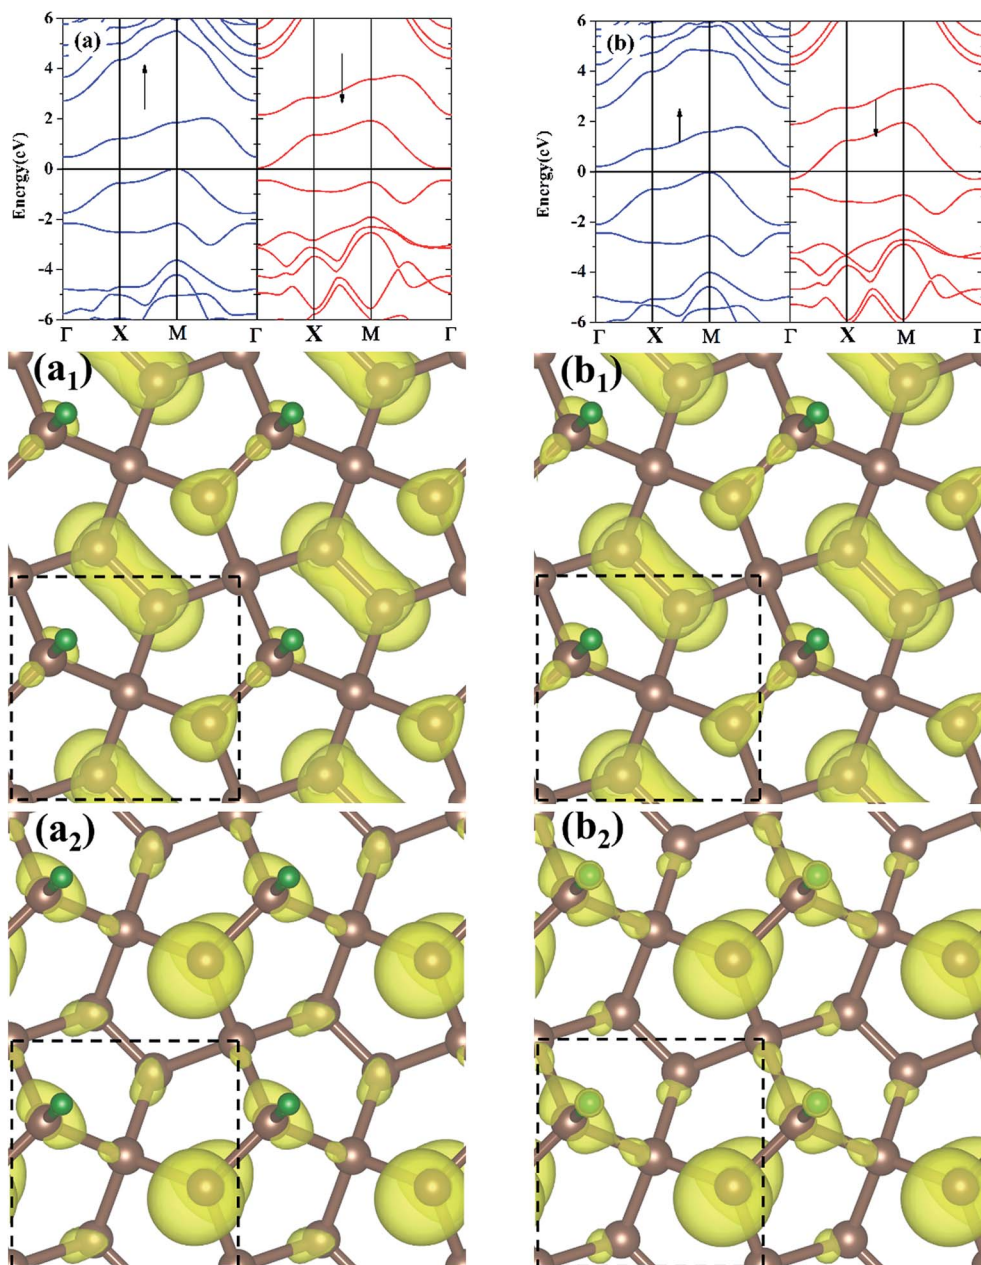 (a)
(b)
Energy(eV)
6
4
2
0
-2
-4
-6
Γ X M Γ X M Γ
Energy(eV)
6
4
2
0
-2
-4
-6
Γ X M Γ X M Γ
(a1)
(b1)
(a2)
(b2)